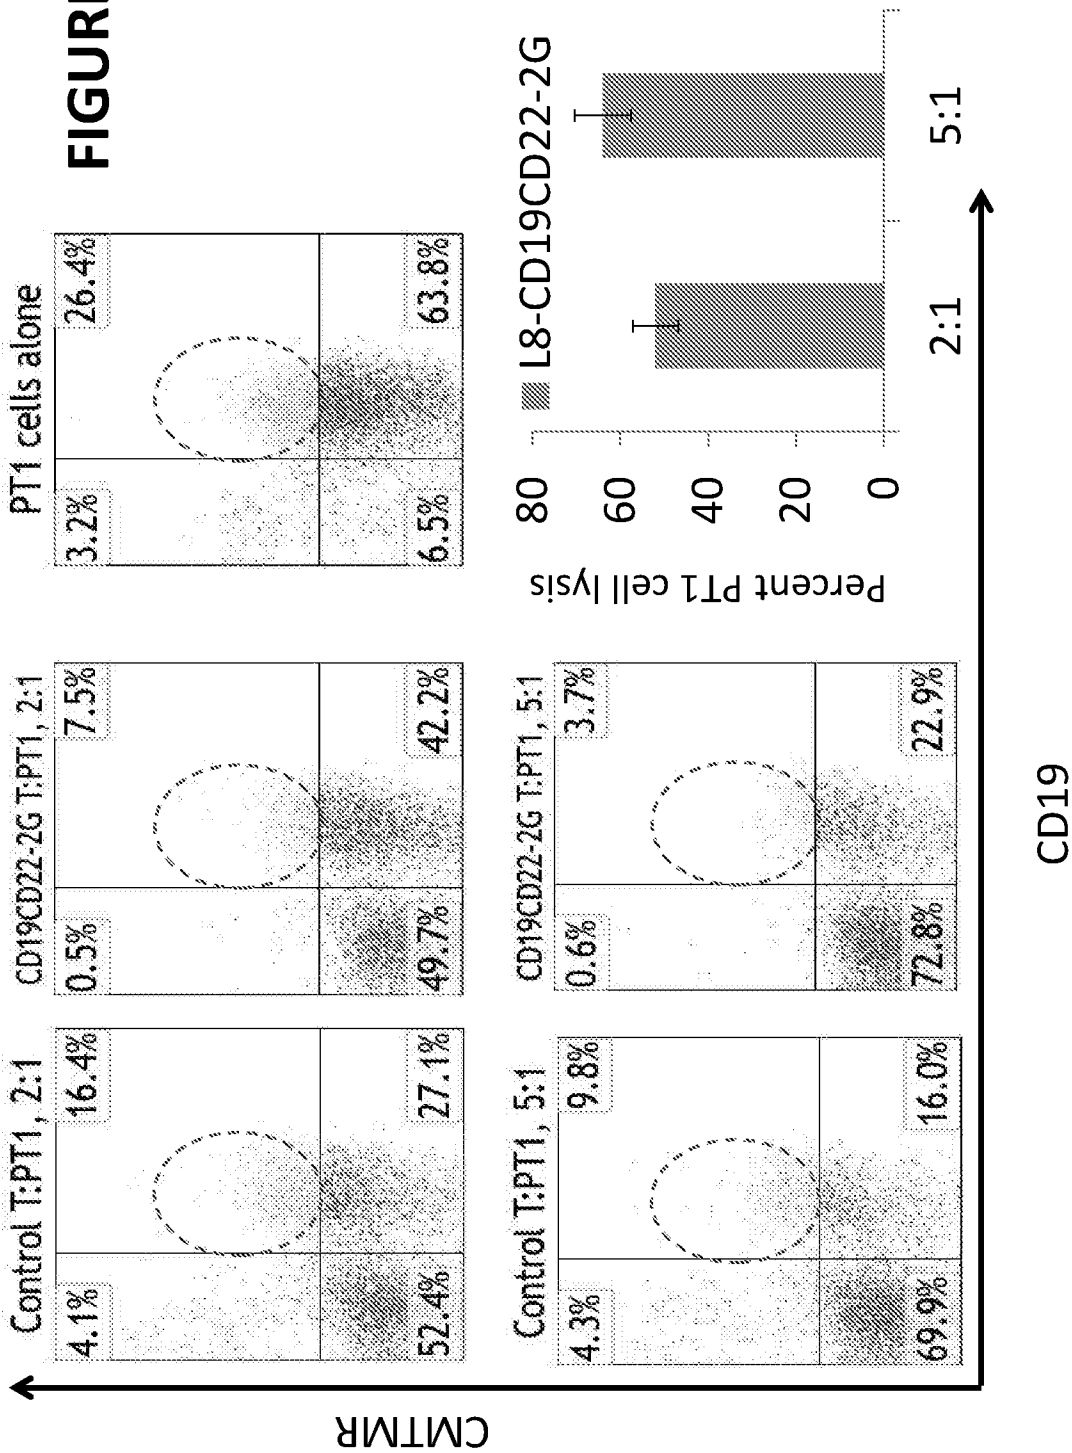 FIGUR
Control T:PT1, 2:1
4.1%
16.4%
52.4%
27.1%
CD19CD22-2G T:PT1, 2:1
0.5%
7.5%
49.7%
42.2%
PT1 cells alone
3.2%
26.4%
6.5%
63.8%
Control T:PT1, 5:1
4.3%
9.8%
69.9%
16.0%
CD19CD22-2G T:PT1, 5:1
0.6%
3.7%
72.8%
22.9%
L8-CD19CD22-2G
Percent PT1 cell lysis
80
60
40
20
0
2:1
5:1
CMTMR
CD19